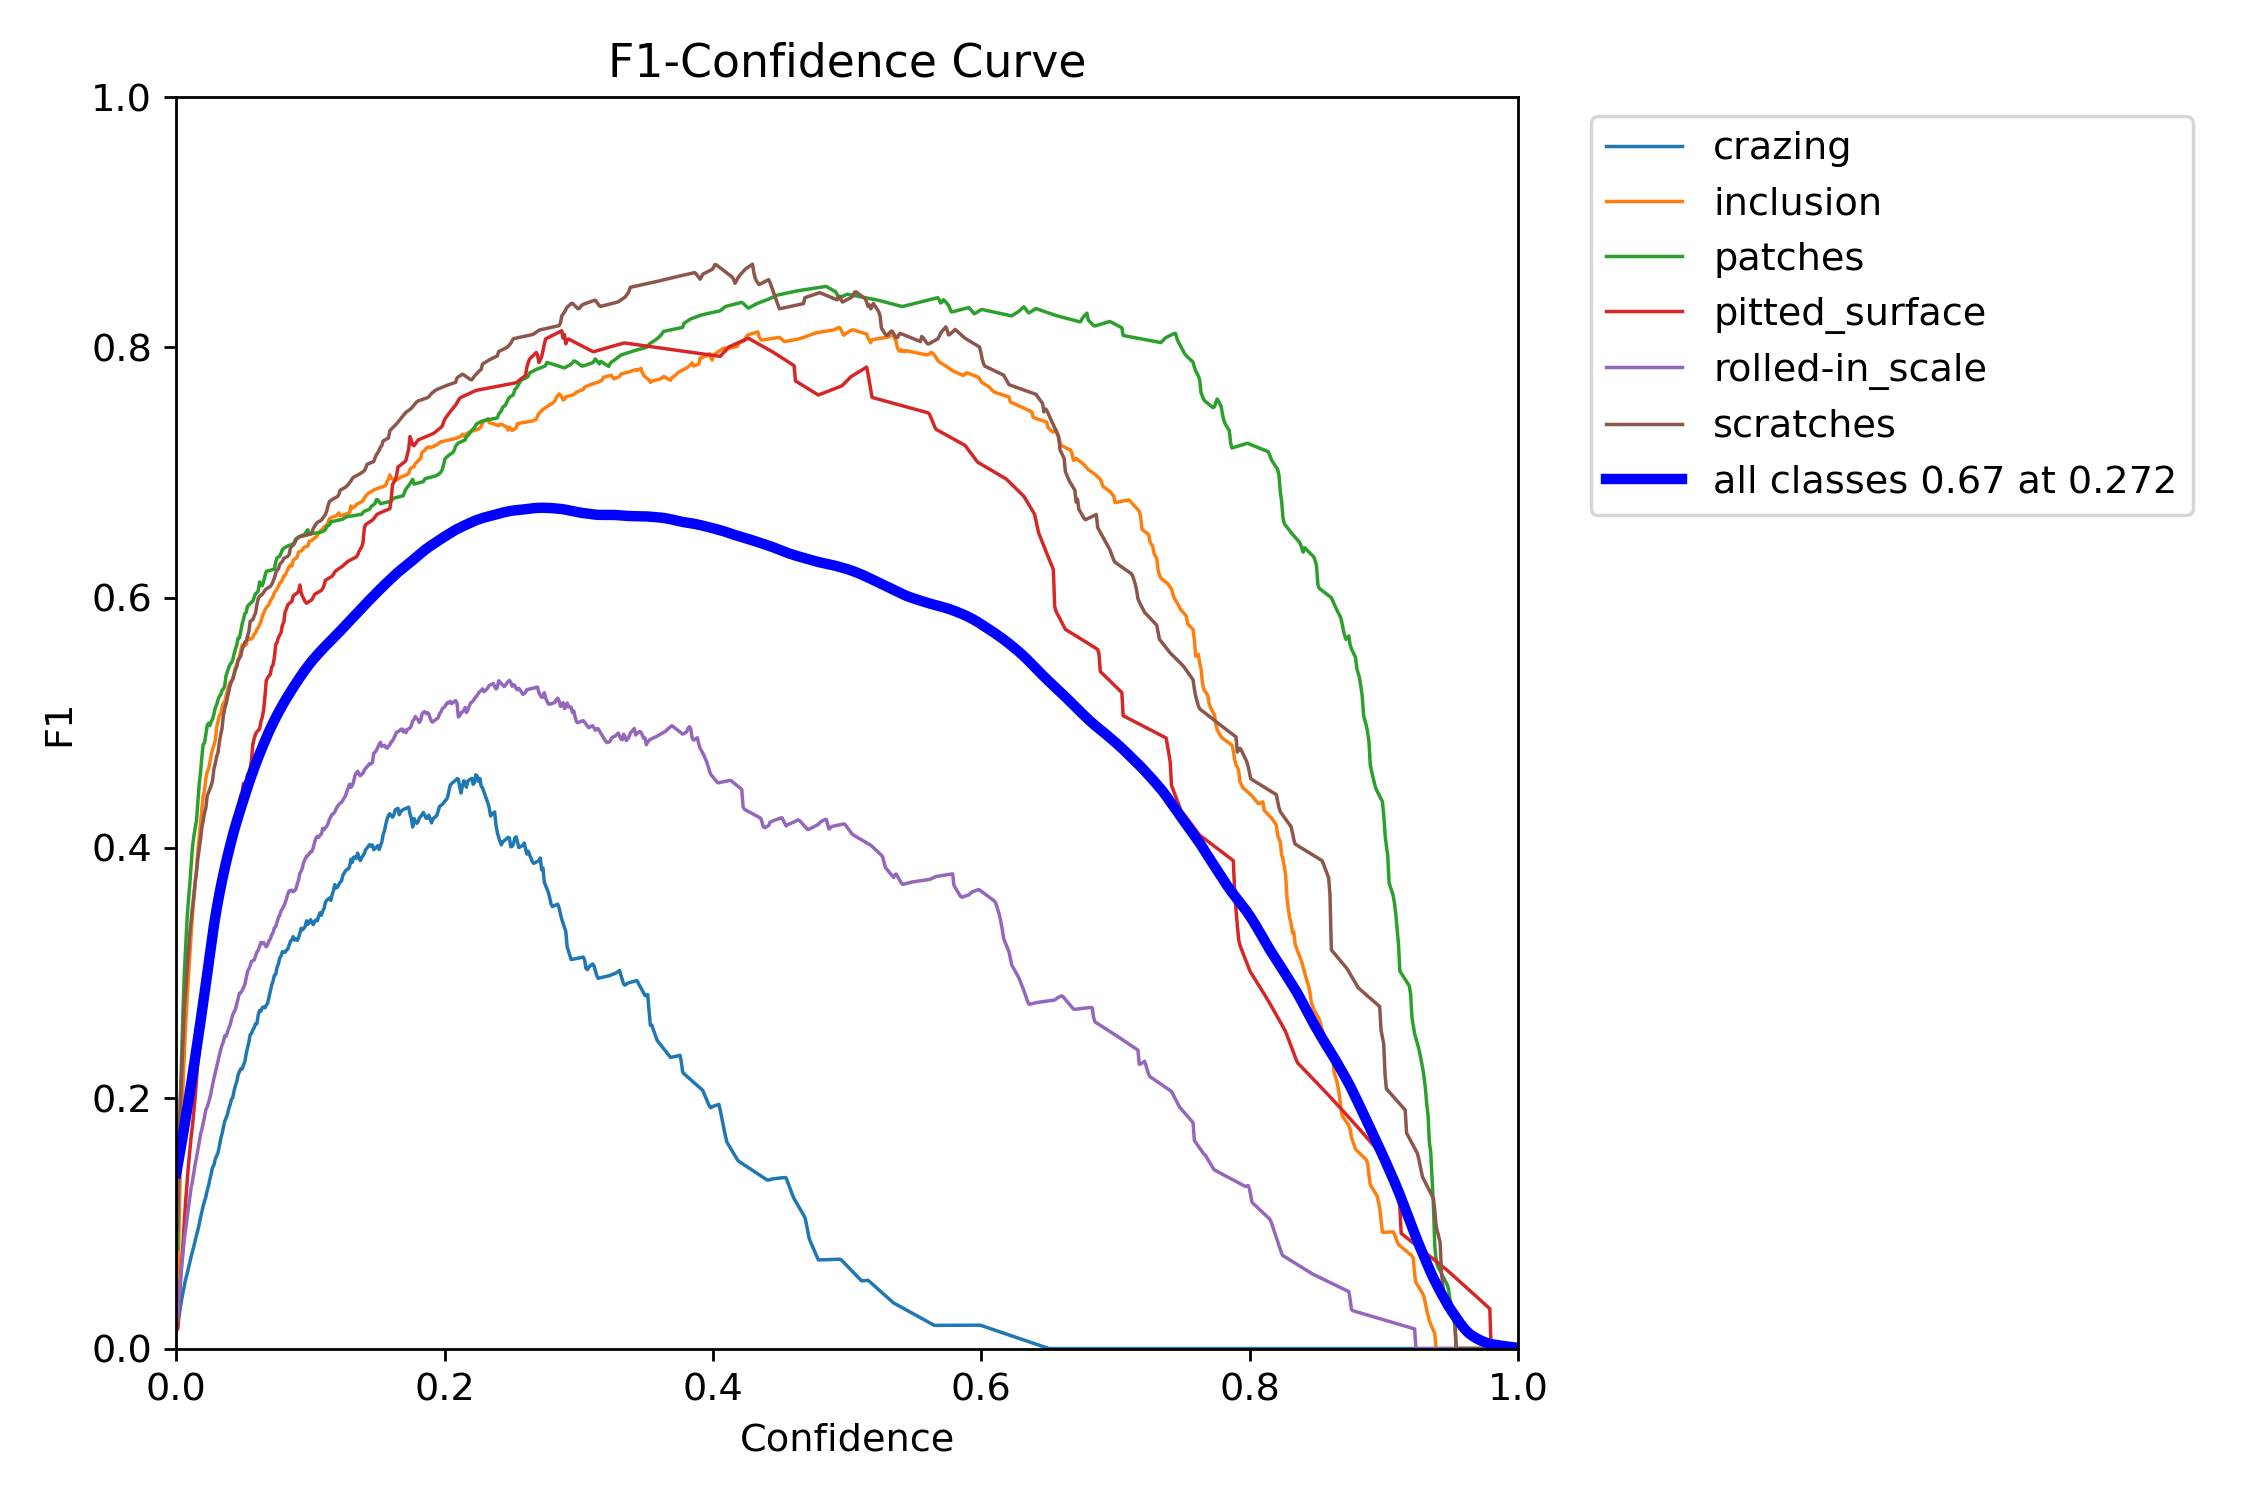 F1-Confidence Curve
1.0
0.8
0.6
0.4
0.2
0.0
F1
0.0 0.2 0.4 0.6 0.8 1.0
Confidence
crazing
inclusion
patches
pitted_surface
rolled-in_scale
scratches
all classes 0.67 at 0.272